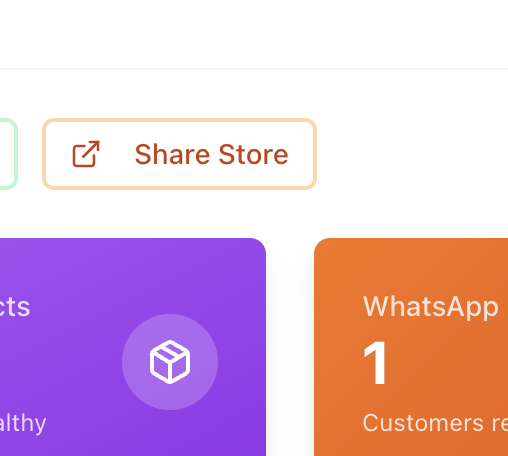 Share Store
cts
althy
WhatsApp
1
Customers re